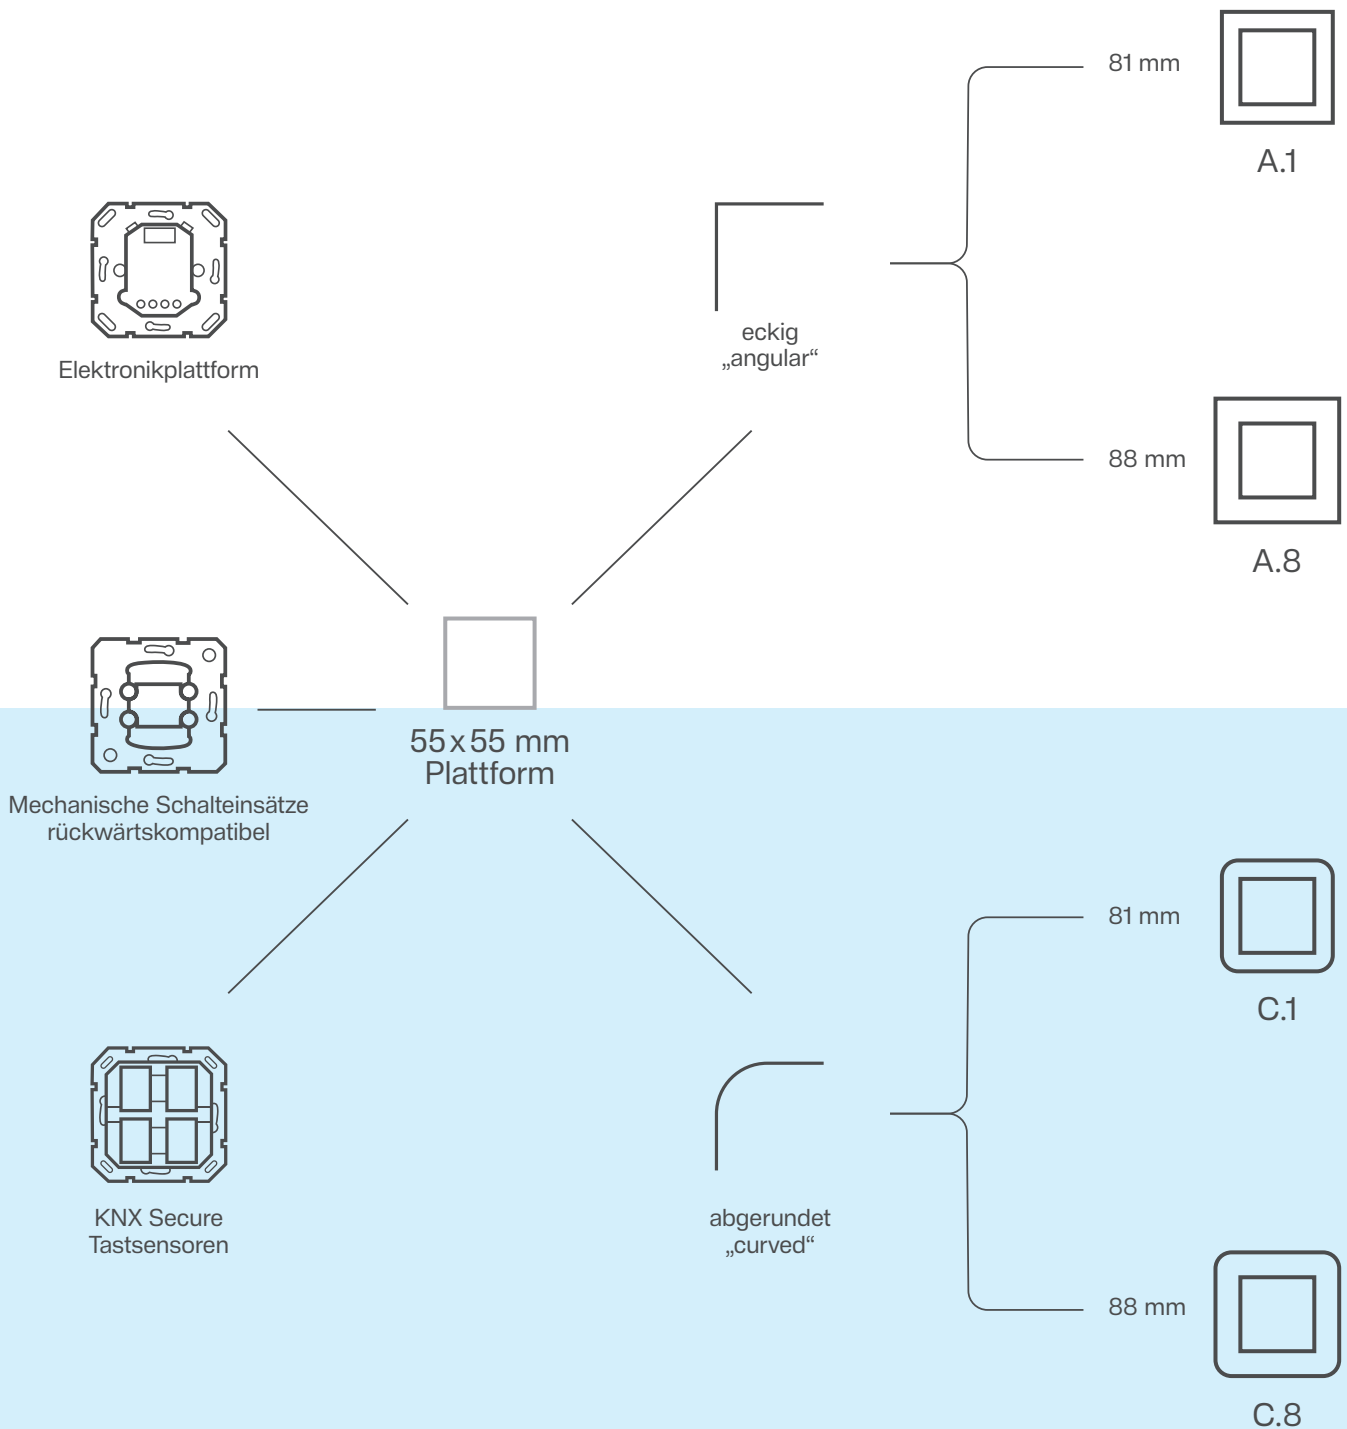 81 mm
A.1
Elektronikplattform
eckig
„angular“
88 mm
A.8
55 x 55 mm
Plattform
Mechanische Schalteinsätze
rückwärtskompatibel
81 mm
C.1
KNX Secure
Tastsensoren
abgerundet
„curved“
88 mm
C.8